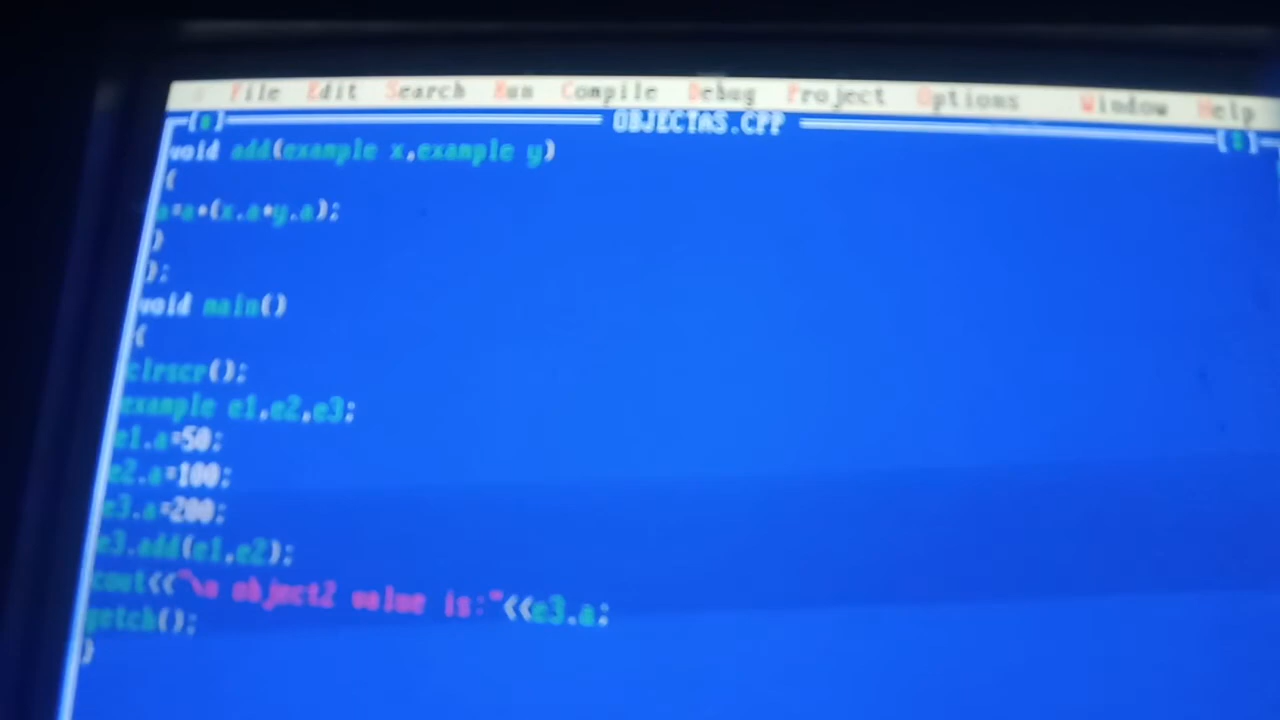 File Edit Search Run Compile Debug Project Options Window Help
OBJECTAS.CPP
void add(example x,example y)
{
a=a+(x.a+y.a);
}
};
void main()
{
clrscr();
example e1,e2,e3;
e1.a=50;
e2.a=100;
e3.a=200;
e3.add(e1,e2);
cout<<"\n object2 value is:"<<e3.a;
getch();
}